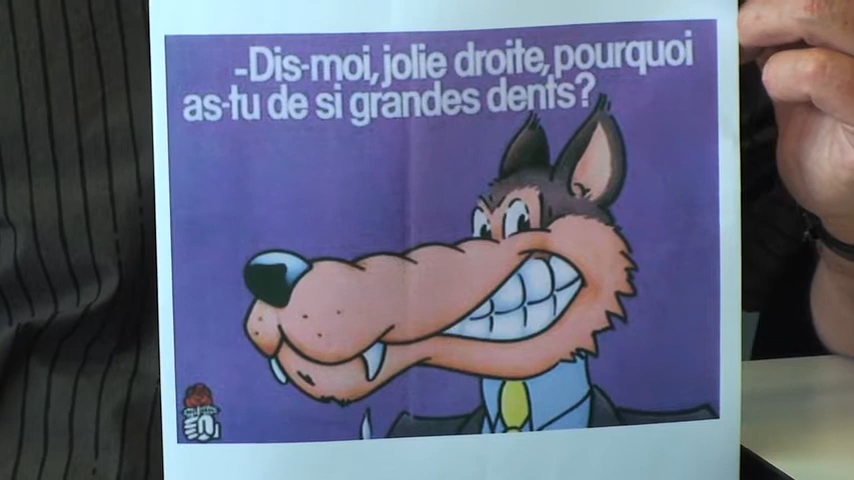 -Dis-moi, jolie droite, pourquoi
as-tu de si grandes dents?